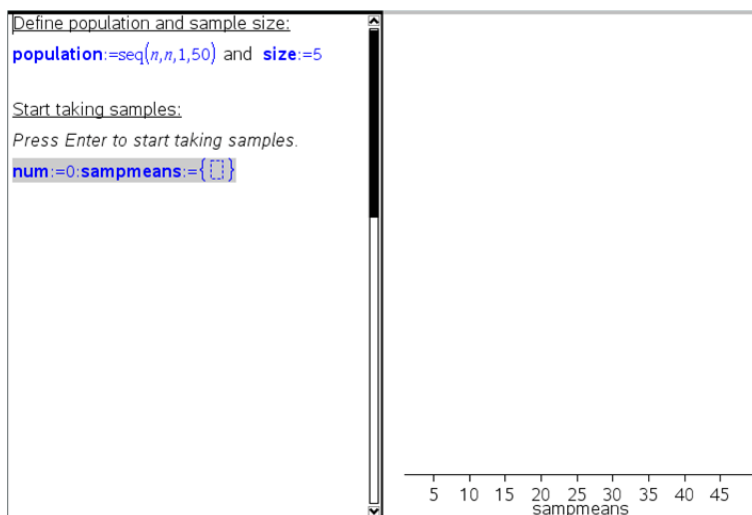 Define population and sample size:
population:=seq(n,n,1,50) and size:=5
Start taking samples:
Press Enter to start taking samples.
num:=0:sampmeans:={▯}
5 10 15 20 25 30 35 40 45
sampmeans